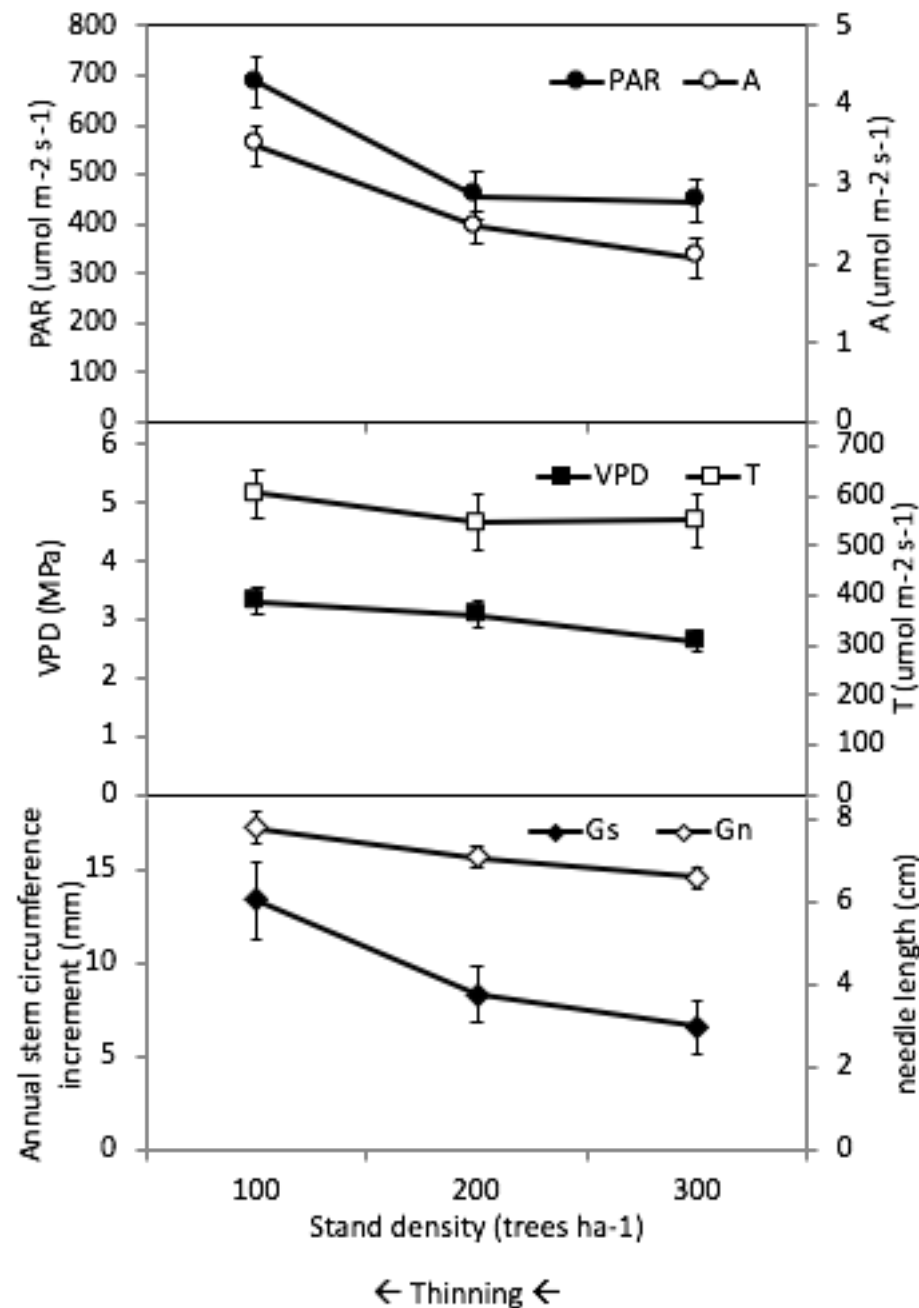 800
700
600
500
400
300
200
100
0
PAR (umol m-2 s-1)
PAR
A
5
4
3
2
1
0
A (umol m-2 s-1)
6
5
4
3
2
1
0
VPD (MPa)
VPD
T
700
600
500
400
300
200
100
0
T (umol m-2 s-1)
15
10
5
0
Annual stem circumference
increment (mm)
Gs
Gn
8
6
4
2
0
needle length (cm)
100
200
300
Stand density (trees ha-1)
← Thinning ←